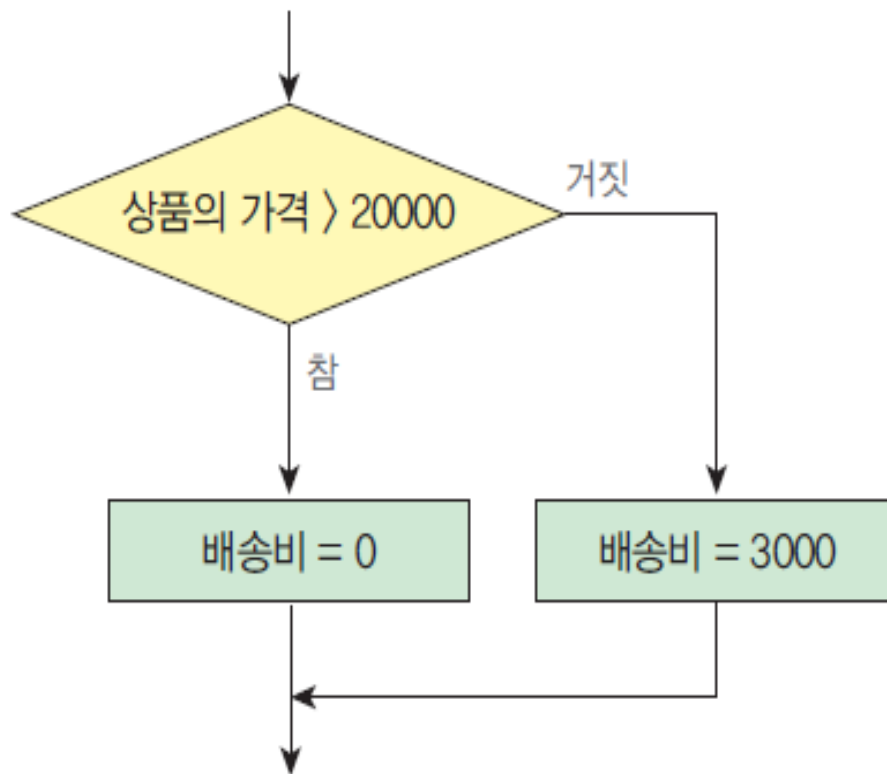 상품의 가격 > 20000
거짓
참
배송비 = 0
배송비 = 3000